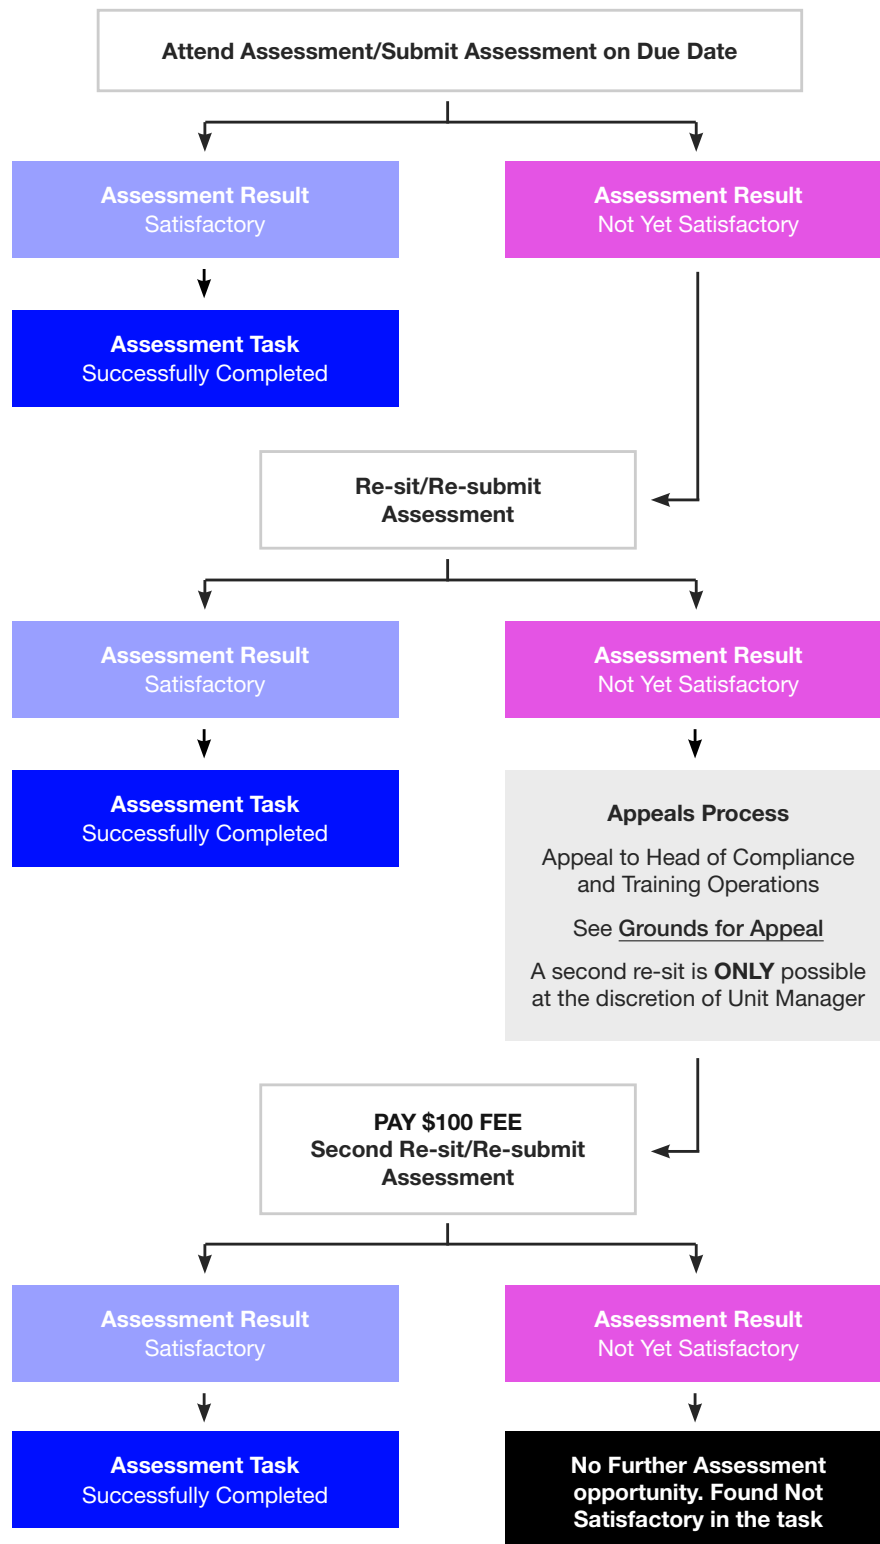 Attend Assessment/Submit Assessment on Due Date
Assessment Result
Satisfactory
Assessment Result
Not Yet Satisfactory
Assessment Task
Successfully Completed
Re-sit/Re-submit
Assessment
Assessment Result
Satisfactory
Assessment Result
Not Yet Satisfactory
Assessment Task
Successfully Completed
Appeals Process
Appeal to Head of Compliance
and Training Operations
See Grounds for Appeal
A second re-sit is ONLY possible
at the discretion of Unit Manager
PAY $100 FEE
Second Re-sit/Re-submit
Assessment
Assessment Result
Satisfactory
Assessment Result
Not Yet Satisfactory
Assessment Task
Successfully Completed
No Further Assessment
opportunity. Found Not
Satisfactory in the task